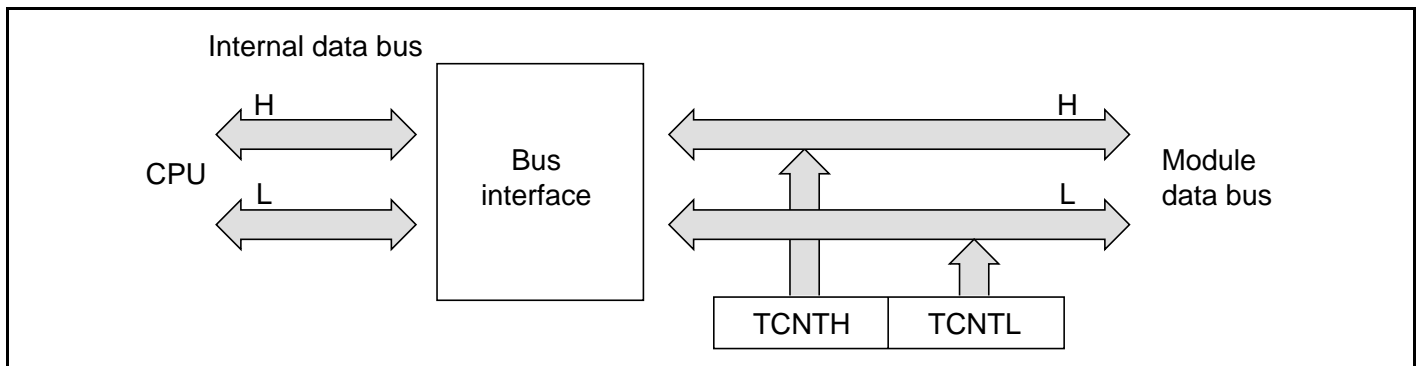 Internal data bus
H
H
CPU
Bus
interface
Module
data bus
L
L
TCNTH
TCNTL